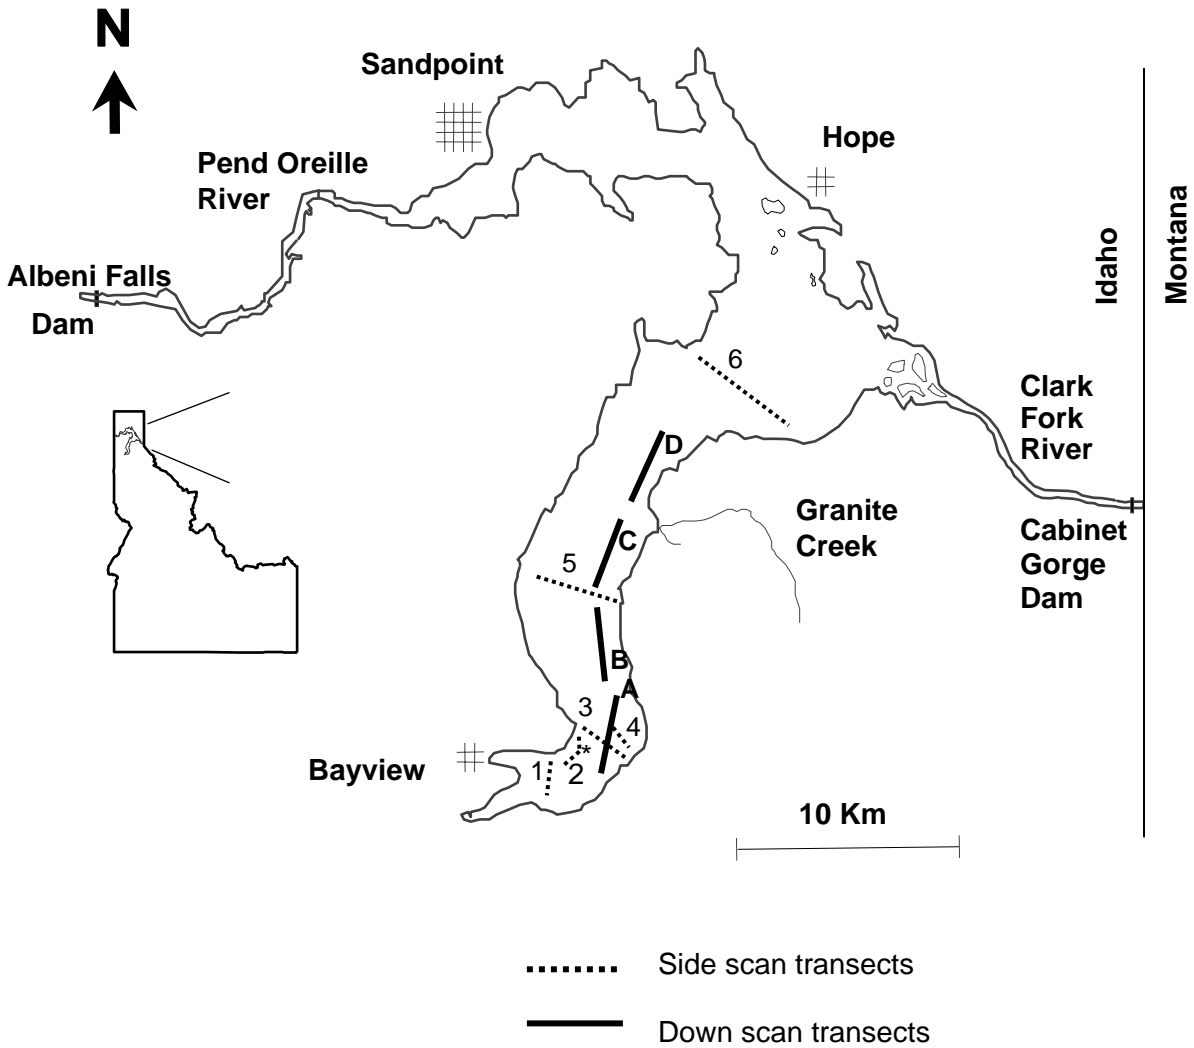 N
Sandpoint
Hope
Pend Oreille
River
Idaho
Montana
Albeni Falls
Dam
6
Clark
Fork
River
D
Granite
Creek
C
Cabinet
Gorge
Dam
5
B
A
3
4
*
1
2
Bayview
10 Km
Side scan transects
Down scan transects